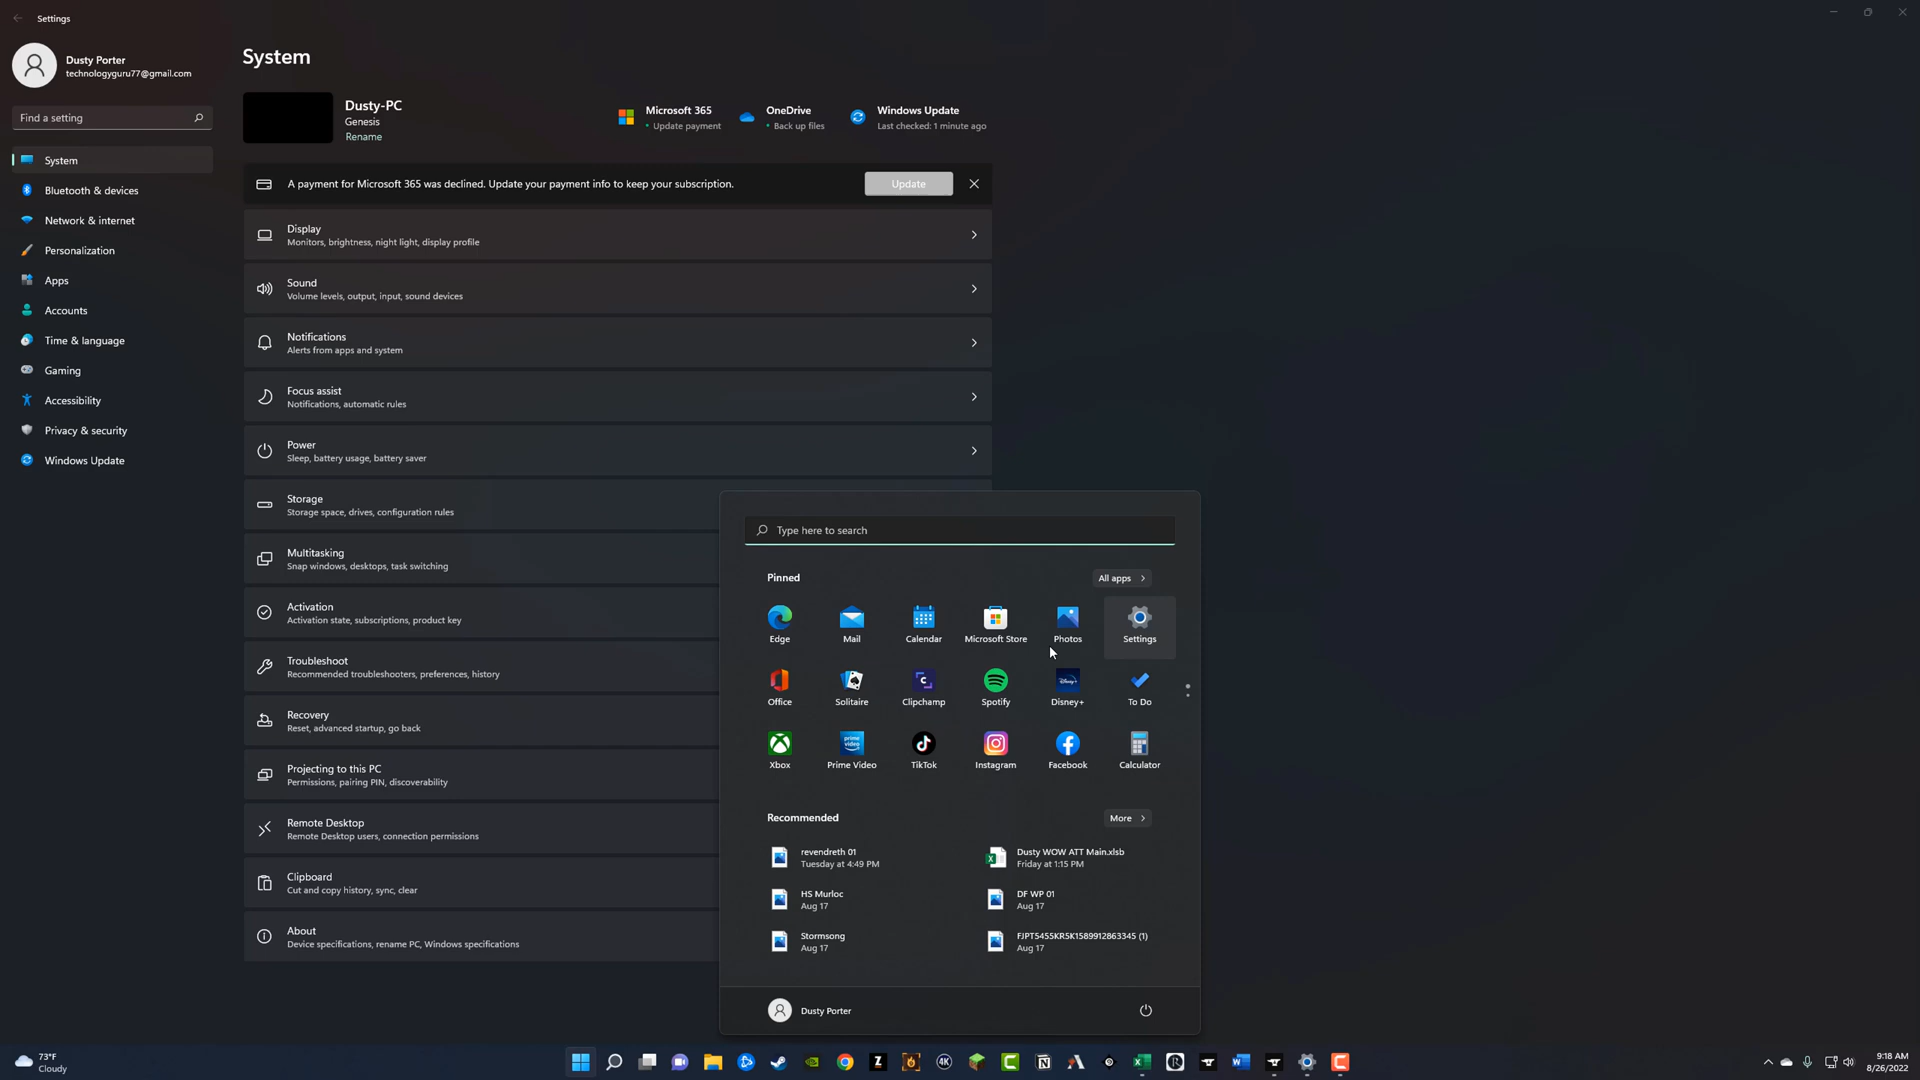 Settings
Dusty Porter
technologyguru77@gmail.com
Find a setting
System
Bluetooth & devices
Network & internet
Personalization
Apps
Accounts
Time & language
Gaming
Accessibility
Privacy & security
Windows Update
System
Dusty-PC
Genesis
Rename
Microsoft 365
• Update payment
OneDrive
• Back up files
Windows Update
Last checked: 1 minute ago
A payment for Microsoft 365 was declined. Update your payment info to keep your subscription.
Update
Display
Monitors, brightness, night light, display profile
Sound
Volume levels, output, input, sound devices
Notifications
Alerts from apps and system
Focus assist
Notifications, automatic rules
Power
Sleep, battery usage, battery saver
Storage
Storage space, drives, configuration rules
Multitasking
Snap windows, desktops, task switching
Activation
Activation state, subscriptions, product key
Troubleshoot
Recommended troubleshooters, preferences, history
Recovery
Reset, advanced startup, go back
Projecting to this PC
Permissions, pairing PIN, discoverability
Remote Desktop
Remote Desktop users, connection permissions
Clipboard
Cut and copy history, sync, clear
About
Device specifications, rename PC, Windows specifications
Type here to search
Pinned
All apps
Edge
Mail
Calendar
Microsoft Store
Photos
Settings
Office
Solitaire
Clipchamp
Spotify
Disney+
To Do
Xbox
Prime Video
TikTok
Instagram
Facebook
Calculator
Recommended
More
revendreth 01
Tuesday at 4:49 PM
Dusty WOW ATT Main.xlsb
Friday at 1:15 PM
HS Murloc
Aug 17
DF WP 01
Aug 17
Stormsong
Aug 17
FJPT5455KR5K1589912863345 (1)
Aug 17
Dusty Porter
73°F
Cloudy
9:18 AM
8/26/2022